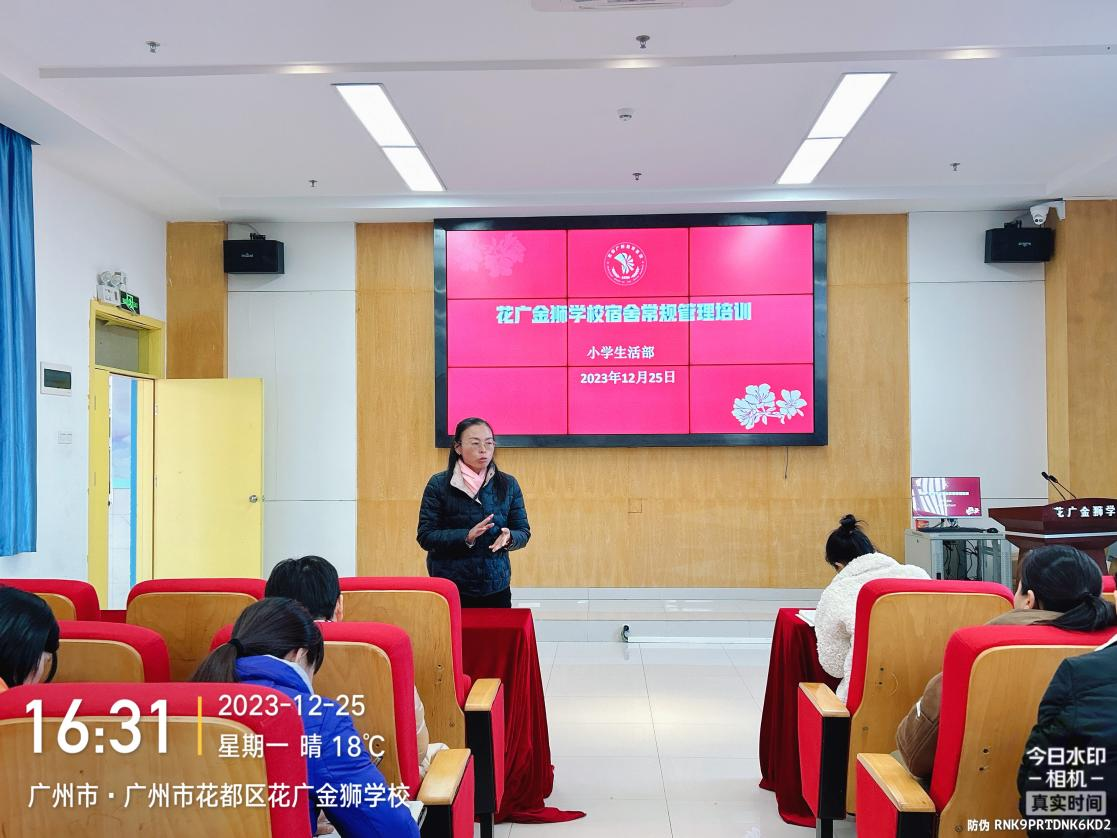 花广金狮学校宿舍常规管理培训
小学生活部
2023年12月25日
花广金狮学
16:31
2023-12-25
星期一 晴 18℃
广州市·广州市花都区花广金狮学校
今日水印
-相机-
真实时间
防伪 RNK9PRTDNK6KD2